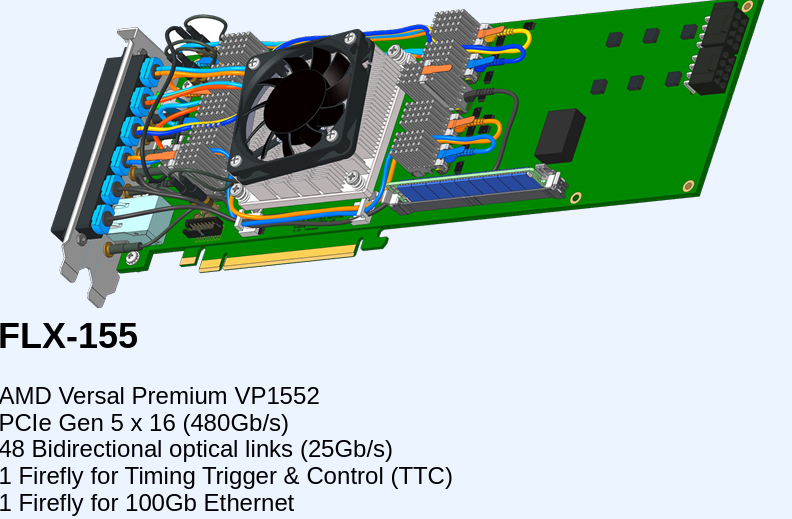 FLX-155
AMD Versal Premium VP1552
PCIe Gen 5 x 16 (480Gb/s)
48 Bidirectional optical links (25Gb/s)
1 Firefly for Timing Trigger & Control (TTC)
1 Firefly for 100Gb Ethernet